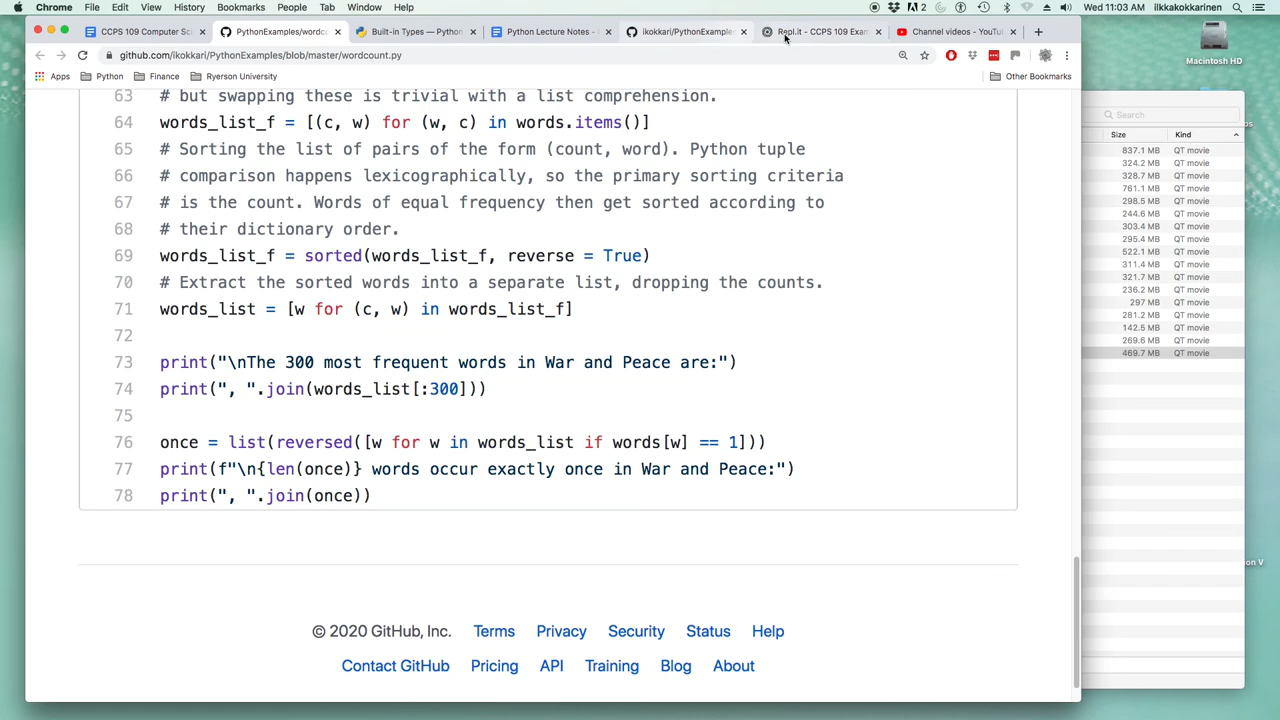 Chrome File Edit View History Bookmarks People Tab Window Help
2 Wed 11:03 AM ilkkakokkarinen
CCPS 109 Computer Sci
PythonExamples/wordco
Built-in Types — Python
Python Lecture Notes -
ikokkari/PythonExamples
Repl.it - CCPS 109 Exam
Channel videos - YouTu
github.com/ikokkari/PythonExamples/blob/master/wordcount.py
Apps Python Finance Ryerson University Other Bookmarks
63 # but swapping these is trivial with a list comprehension.
64 words_list_f = [(c, w) for (w, c) in words.items()]
65 # Sorting the list of pairs of the form (count, word). Python tuple
66 # comparison happens lexicographically, so the primary sorting criteria
67 # is the count. Words of equal frequency then get sorted according to
68 # their dictionary order.
69 words_list_f = sorted(words_list_f, reverse = True)
70 # Extract the sorted words into a separate list, dropping the counts.
71 words_list = [w for (c, w) in words_list_f]
72
73 print("\nThe 300 most frequent words in War and Peace are:")
74 print(", ".join(words_list[:300]))
75
76 once = list(reversed([w for w in words_list if words[w] == 1]))
77 print(f"\n{len(once)} words occur exactly once in War and Peace:")
78 print(", ".join(once))
© 2020 GitHub, Inc. Terms Privacy Security Status Help
Contact GitHub Pricing API Training Blog About
Macintosh HD
Search
Size Kind
837.1 MB QT movie
324.2 MB QT movie
328.7 MB QT movie
761.1 MB QT movie
298.5 MB QT movie
244.6 MB QT movie
303.4 MB QT movie
295.4 MB QT movie
522.1 MB QT movie
311.4 MB QT movie
321.7 MB QT movie
236.2 MB QT movie
297 MB QT movie
281.2 MB QT movie
142.5 MB QT movie
269.6 MB QT movie
469.7 MB QT movie
os
ion V